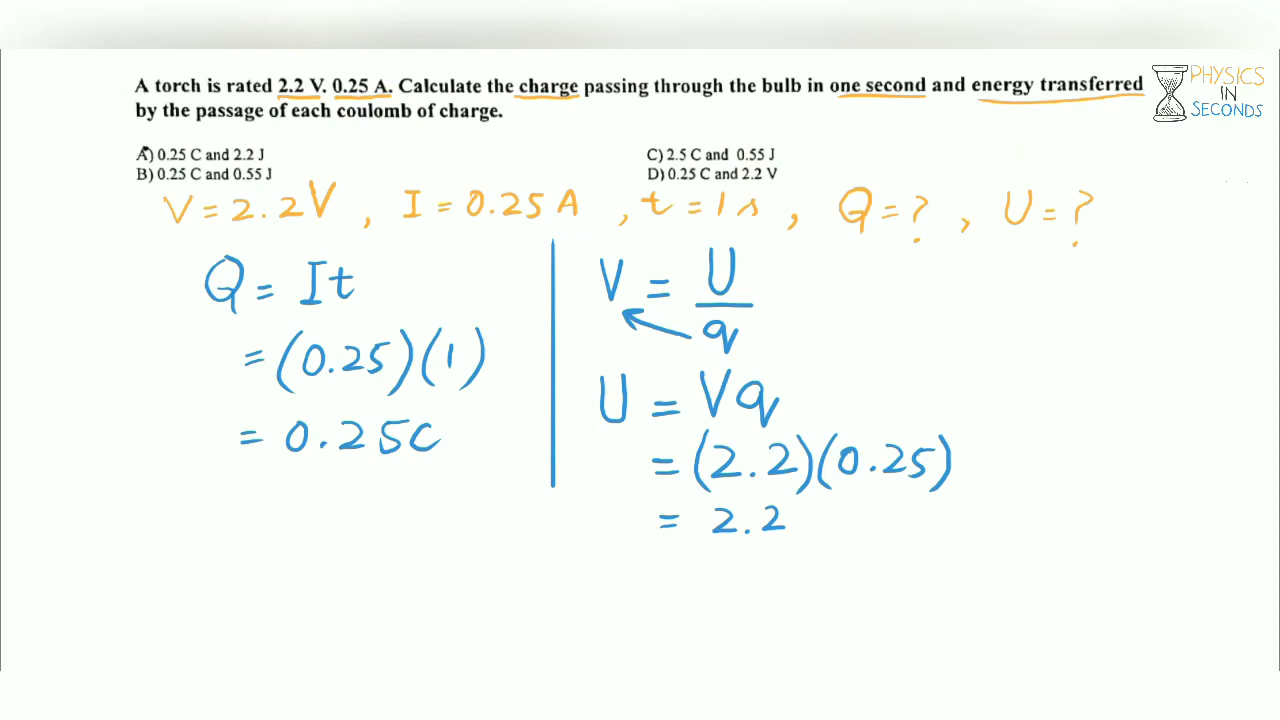 A torch is rated 2.2 V. 0.25 A. Calculate the charge passing through the bulb in one second and energy transferred
by the passage of each coulomb of charge.
PHYSICS
IN
SECONDS
A) 0.25 C and 2.2 J
C) 2.5 C and 0.55 J
B) 0.25 C and 0.55 J
D) 0.25 C and 2.2 V
V = 2.2V , I = 0.25A , t = 1s , Q = ? , U = ?
Q = It
= (0.25)(1)
= 0.25C
V = U/q
U = Vq
= (2.2)(0.25)
= 2.2